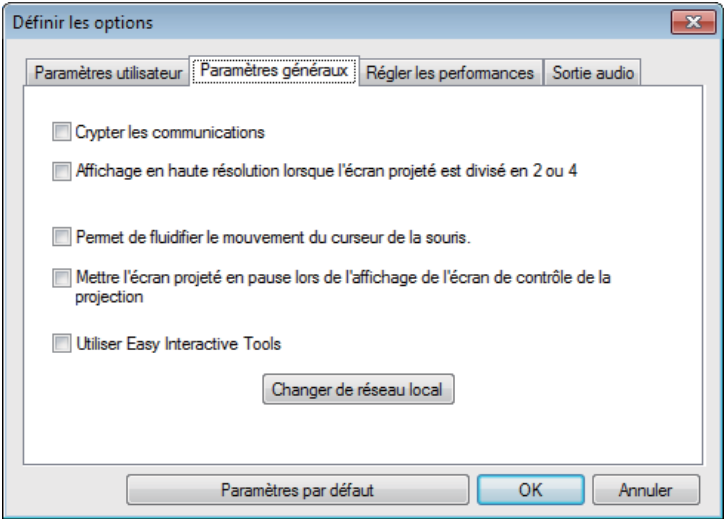 Définir les options
Paramètres utilisateur
Paramètres généraux
Régler les performances
Sortie audio
Crypter les communications
Affichage en haute résolution lorsque l'écran projeté est divisé en 2 ou 4
Permet de fluidifier le mouvement du curseur de la souris.
Mettre l'écran projeté en pause lors de l'affichage de l'écran de contrôle de la
projection
Utiliser Easy Interactive Tools
Changer de réseau local
Paramètres par défaut
OK
Annuler